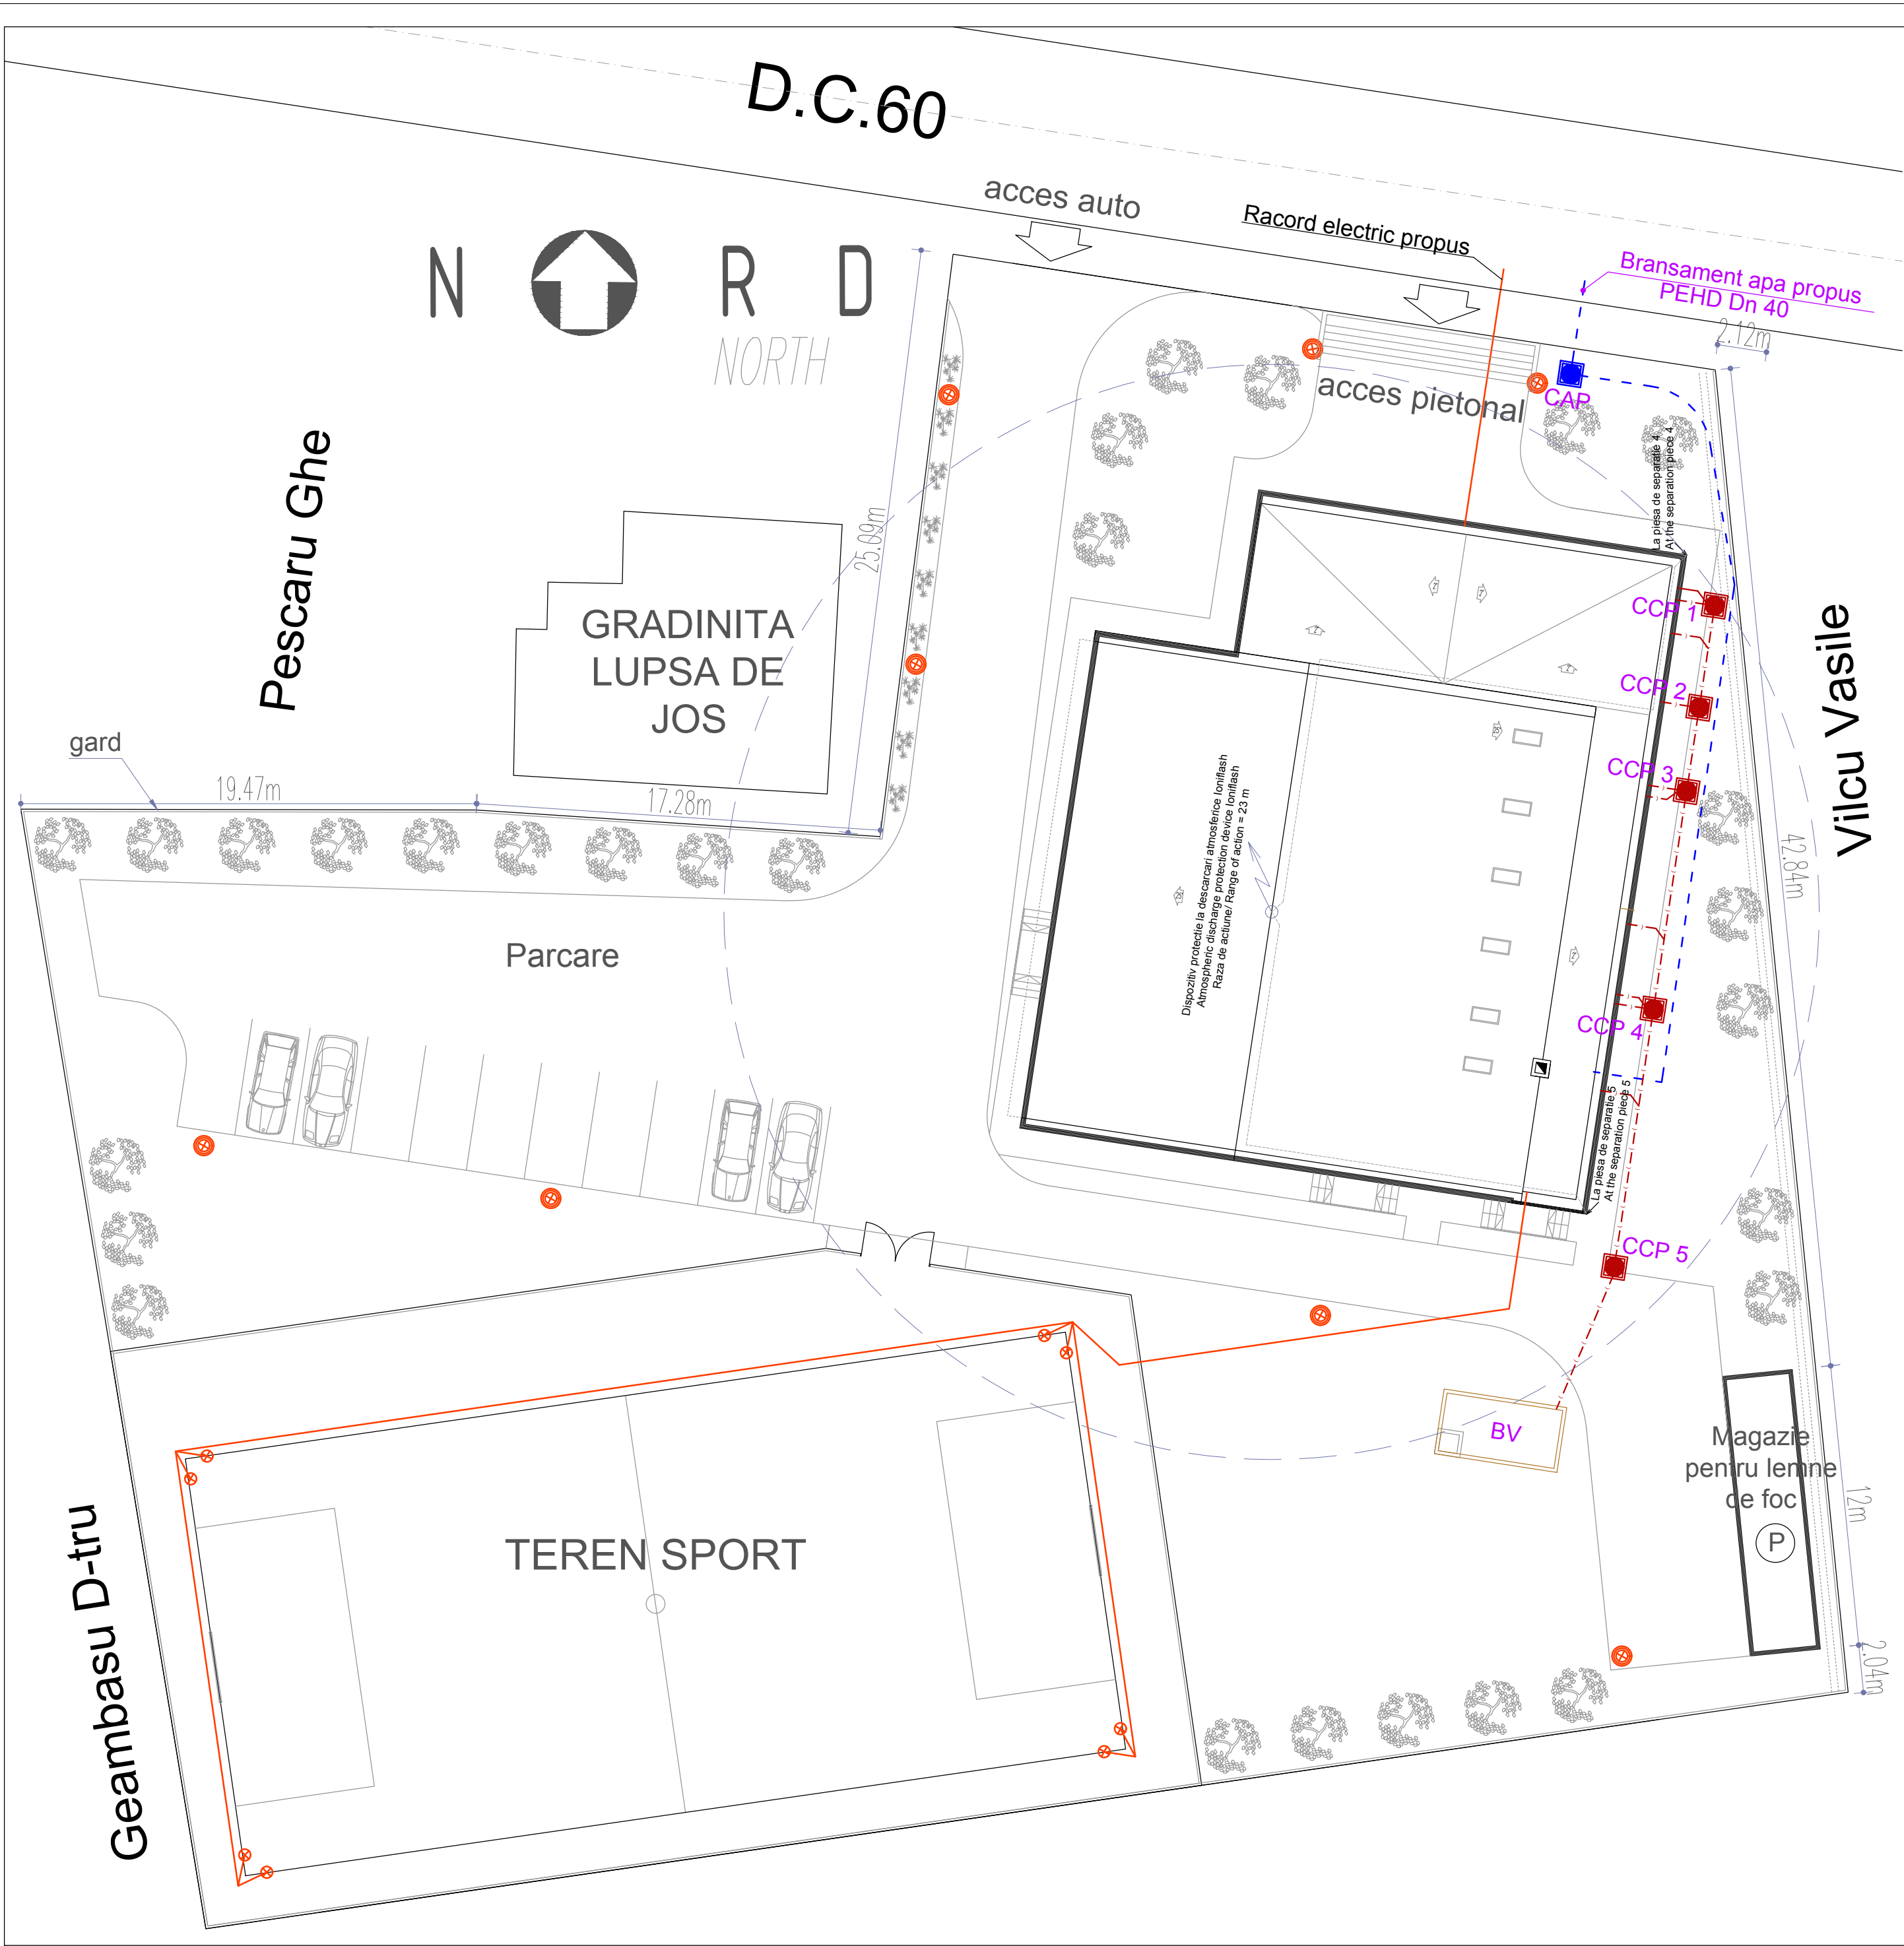 D.C.60
acces auto
Racord electric propus
Bransament apa propus
PEHD Dn 40
2.12m
N O R D
NORTH
CAP
acces pietonal
La piesa de separatie 4
At the separation piece 4
Pescaru Ghe
25.09m
GRADINITA
LUPSA DE
JOS
CCP 1
CCP 2
CCP 3
Vilcu Vasile
gard
19.47m
17.28m
42.84m
Dispozitiv protectie la descarcari atmosferice Ioniflash
Atmospheric discharge protection device Ioniflash
Raza de actiune/ Range of action = 23 m
Parcare
CCP 4
La piesa de separatie 5
At the separation piece 5
CCP 5
BV
Magazie
pentru lemne
de foc
P
12m
2.04m
TEREN SPORT
Geambasu D-tru